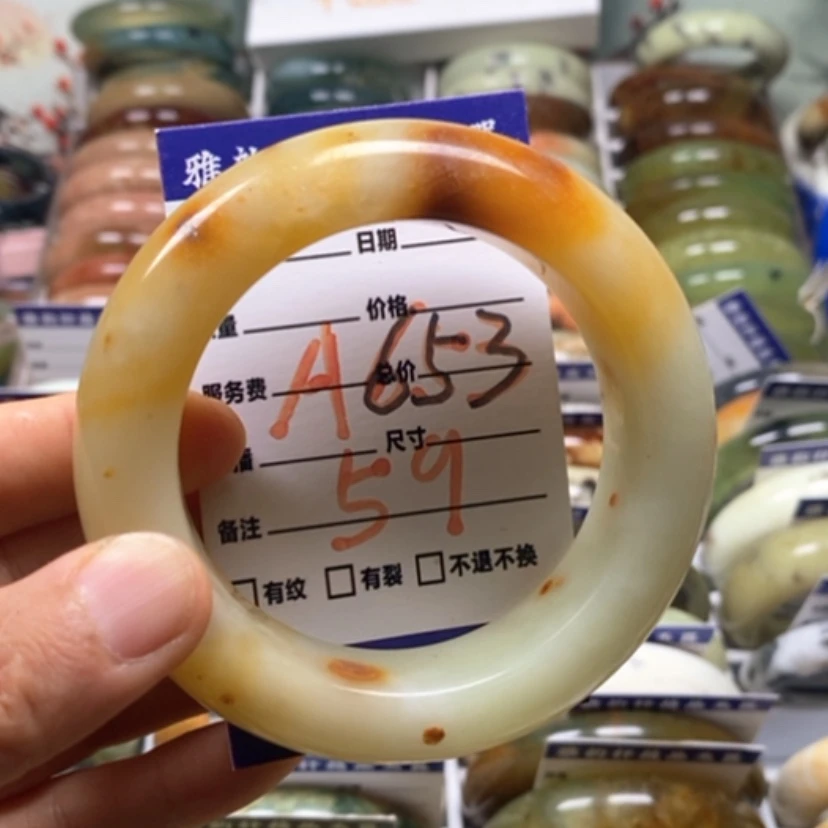 雅
日期
量 价格
服务费 总价
A653
尺寸
59
备注
有纹 有裂 不退不换